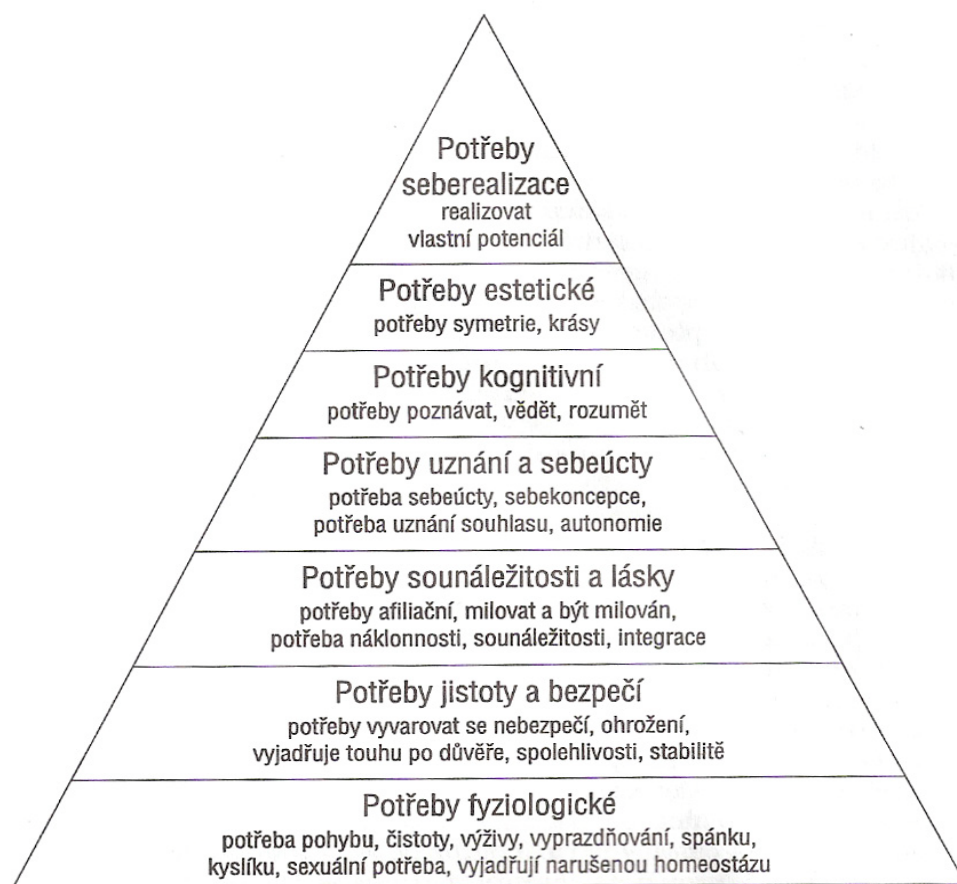 Potřeby
seberealizace
realizovat
vlastní potenciál
Potřeby estetické
potřeby symetrie, krásy
Potřeby kognitivní
potřeby poznávat, vědět, rozumět
Potřeby uznání a sebeúcty
potřeba sebeúcty, sebekoncepce,
potřeba uznání souhlasu, autonomie
Potřeby sounáležitosti a lásky
potřeby afiliační, milovat a být milován,
potřeba náklonnosti, sounáležitosti, integrace
Potřeby jistoty a bezpečí
potřeby vyvarovat se nebezpečí, ohrožení,
vyjadřuje touhu po důvěře, spolehlivosti, stabilitě
Potřeby fyziologické
potřeba pohybu, čistoty, výživy, vyprazdňování, spánku,
kyslíku, sexuální potřeba, vyjadřují narušenou homeostázu